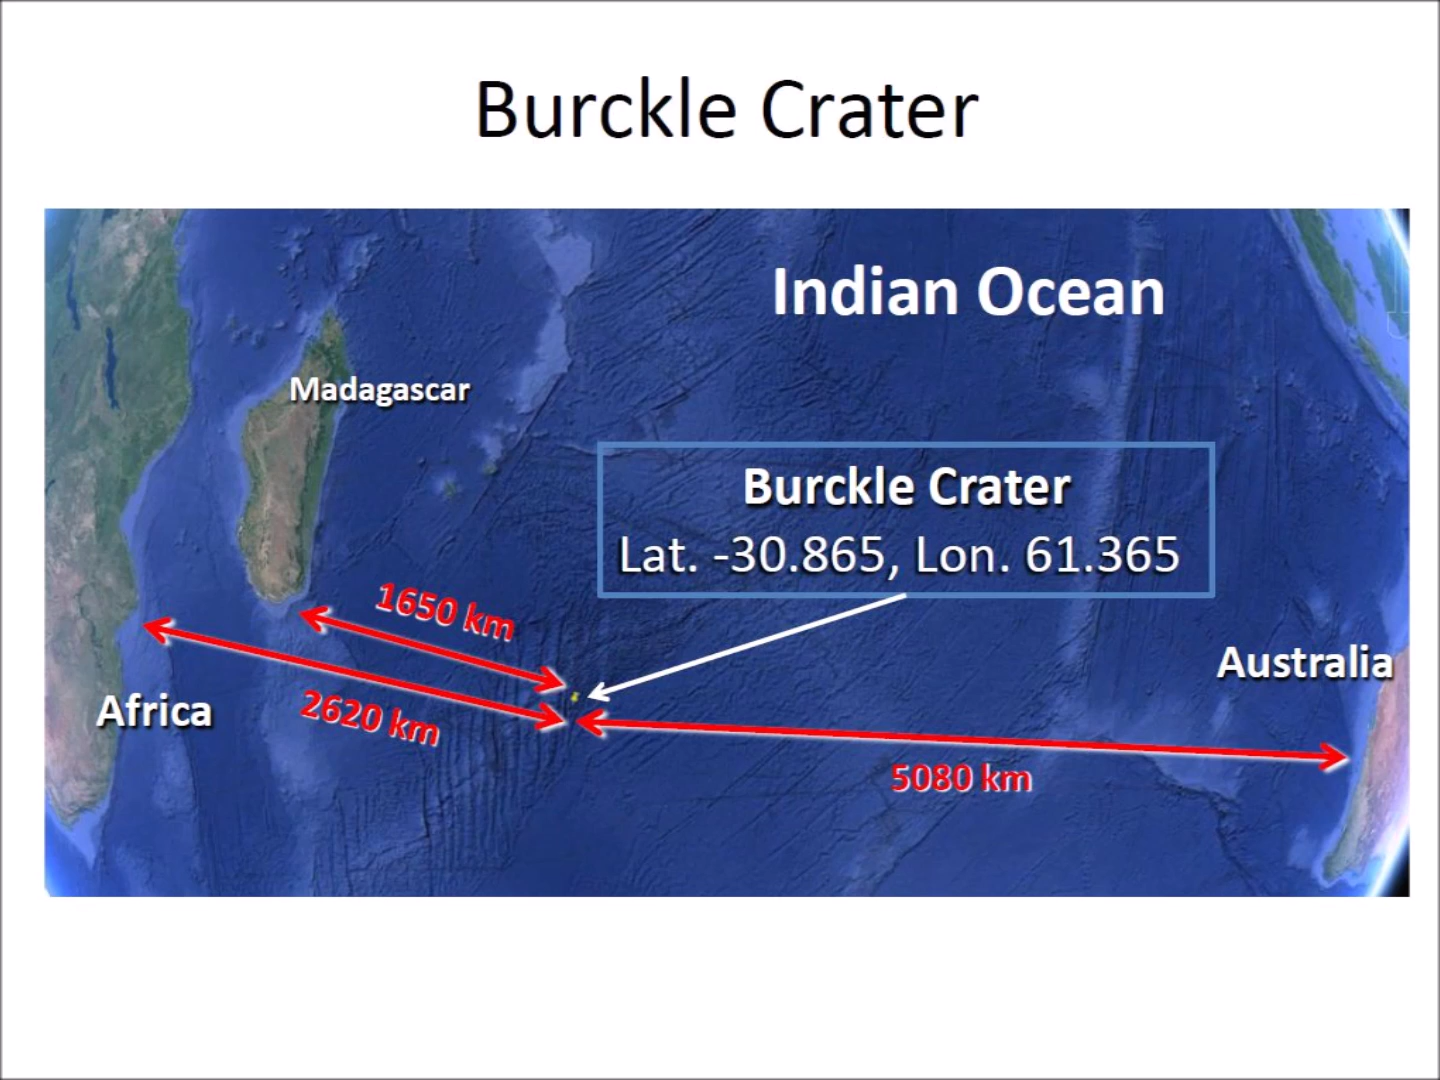 Burckle Crater
Indian Ocean
Madagascar
Burckle Crater
Lat. -30.865, Lon. 61.365
1650 km
Australia
Africa
2620 km
5080 km